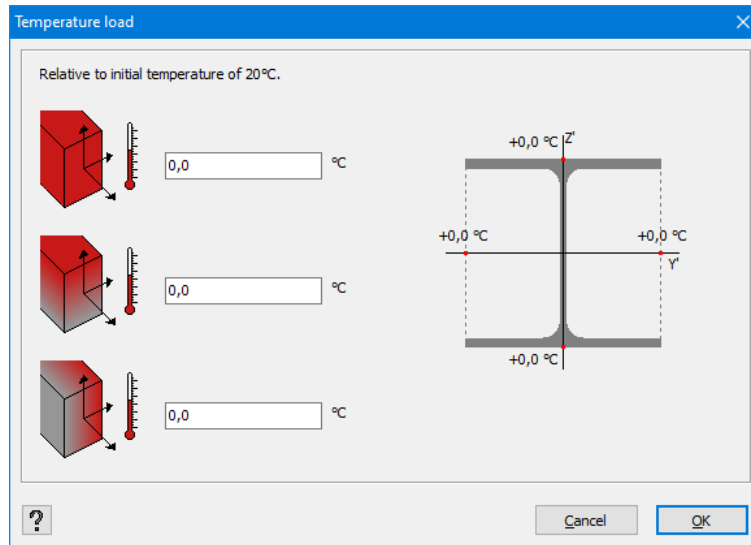 Temperature load
Relative to initial temperature of 20°C.
0,0 °C
0,0 °C
0,0 °C
+0,0 °C Z'
+0,0 °C +0,0 °C
Y'
+0,0 °C
? Cancel OK